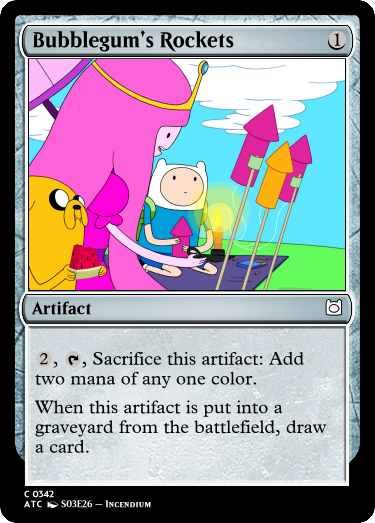 Bubblegum's Rockets 1
Artifact
2, T, Sacrifice this artifact: Add
two mana of any one color.
When this artifact is put into a
graveyard from the battlefield, draw
a card.
C 0342
ATC S03E26 — Incendium